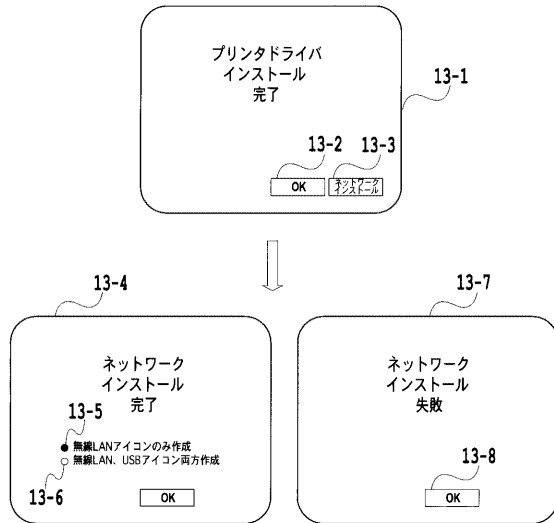 プリンタドライバ
インストール
完了
13-1
13-2
13-3
OK
ネットワーク
インストール
13-4
13-7
ネットワーク
インストール
完了
13-5
無線LANアイコンのみ作成
無線LAN、USBアイコン両方作成
13-6
OK
ネットワーク
インストール
失敗
13-8
OK